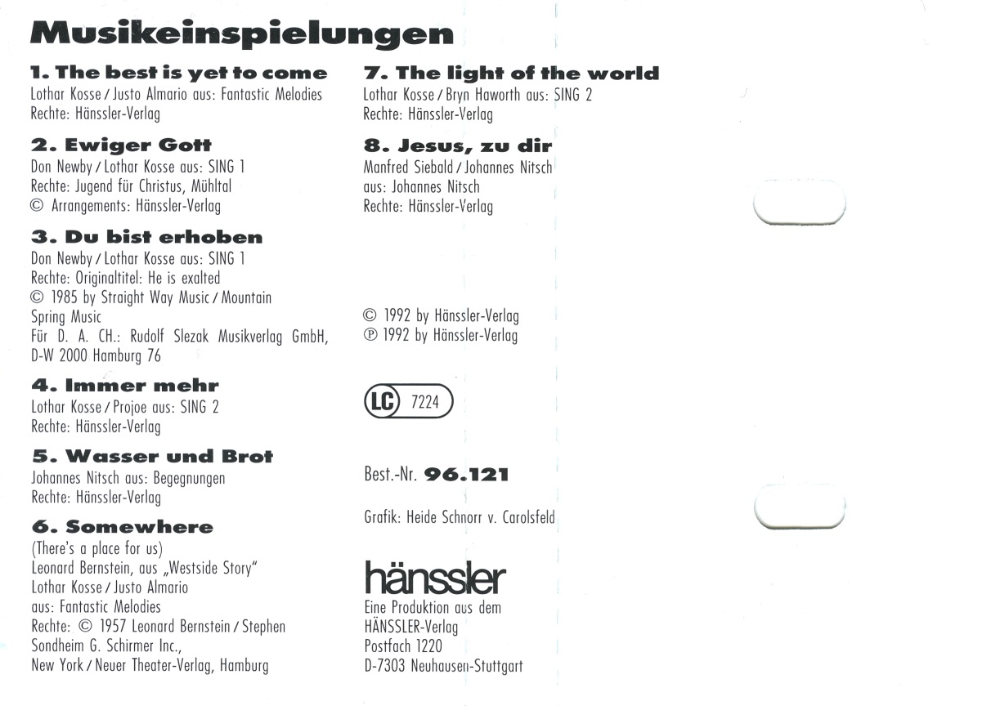 Musikeinspielungen
1. The best is yet to come
Lothar Kosse / Justo Almario aus: Fantastic Melodies
Rechte: Hänssler-Verlag
2. Ewiger Gott
Don Newby / Lothar Kosse aus: SING 1
Rechte: Jugend für Christus, Mühltal
© Arrangements: Hänssler-Verlag
3. Du bist erhoben
Don Newby / Lothar Kosse aus: SING 1
Rechte: Originaltitel: He is exalted
© 1985 by Straight Way Music / Mountain
Spring Music
Für D. A. CH.: Rudolf Slezak Musikverlag GmbH,
D-W 2000 Hamburg 76
4. Immer mehr
Lothar Kosse / Projoe aus: SING 2
Rechte: Hänssler-Verlag
5. Wasser und Brot
Johannes Nitsch aus: Begegnungen
Rechte: Hänssler-Verlag
6. Somewhere
(There's a place for us)
Leonard Bernstein, aus „Westside Story"
Lothar Kosse / Justo Almario
aus: Fantastic Melodies
Rechte: © 1957 Leonard Bernstein / Stephen
Sondheim G. Schirmer Inc.,
New York / Neuer Theater-Verlag, Hamburg
7. The light of the world
Lothar Kosse / Bryn Haworth aus: SING 2
Rechte: Hänssler-Verlag
8. Jesus, zu dir
Manfred Siebald / Johannes Nitsch
aus: Johannes Nitsch
Rechte: Hänssler-Verlag
© 1992 by Hänssler-Verlag
℗ 1992 by Hänssler-Verlag
LC 7224
Best.-Nr. 96.121
Grafik: Heide Schnorr v. Carolsfeld
hänssler
Eine Produktion aus dem
HÄNSSLER-Verlag
Postfach 1220
D-7303 Neuhausen-Stuttgart